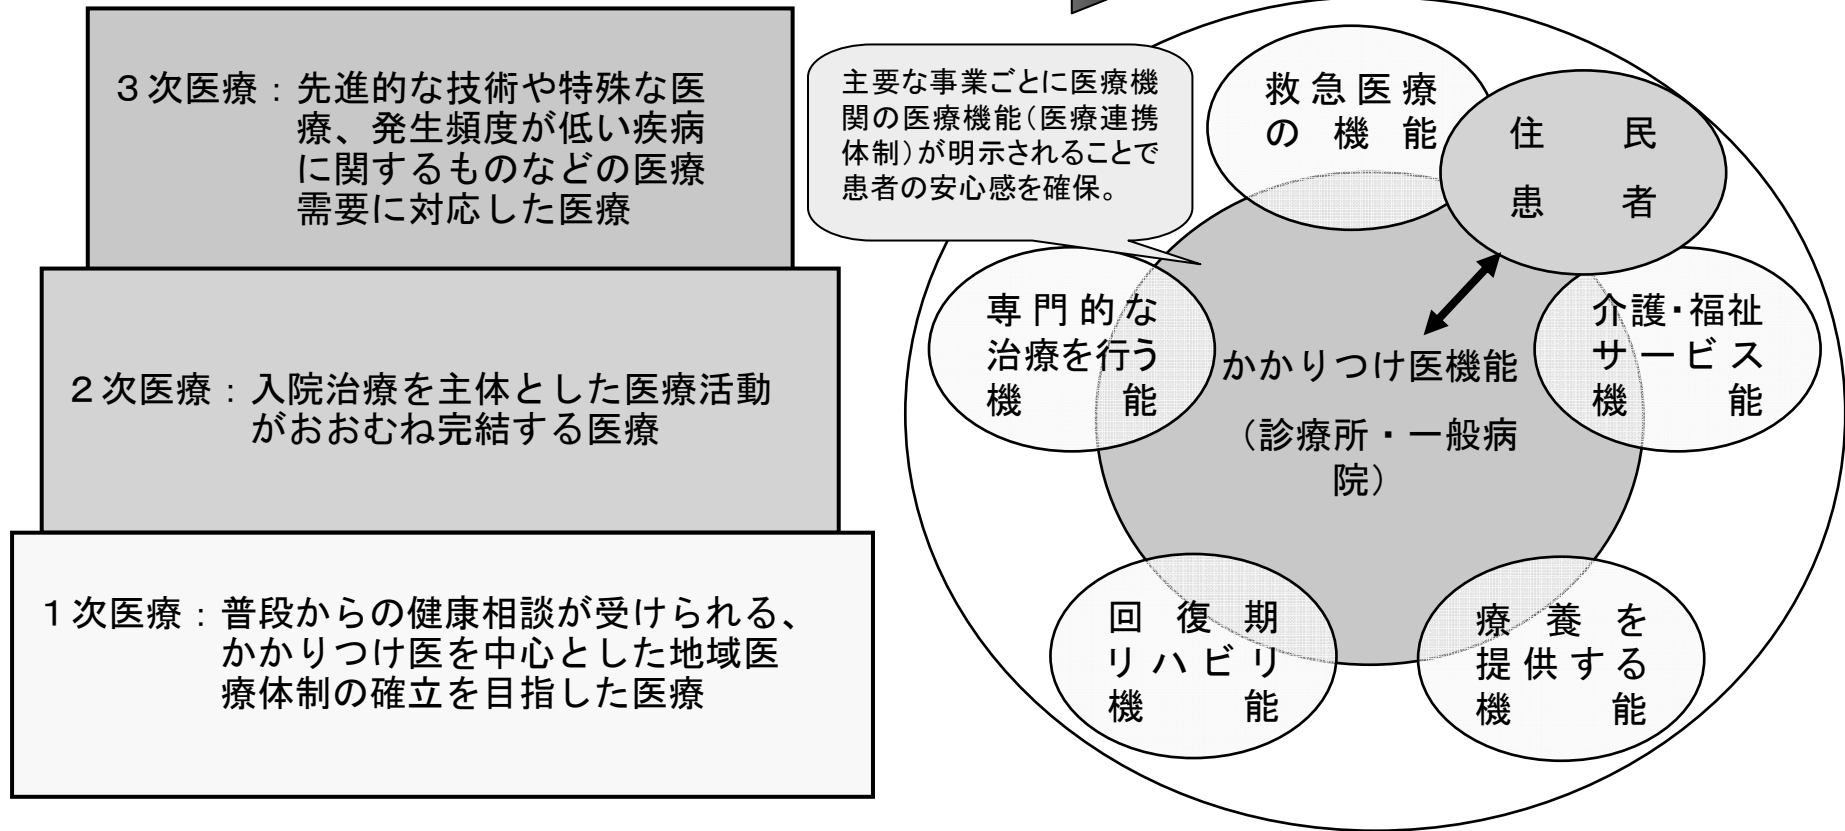 ３次医療：先進的な技術や特殊な医
療、発生頻度が低い疾病
に関するものなどの医療
需要に対応した医療
２次医療：入院治療を主体とした医療活動
がおおむね完結する医療
１次医療：普段からの健康相談が受けられる、
かかりつけ医を中心とした地域医
療体制の確立を目指した医療
主要な事業ごとに医療機
関の医療機能（医療連携
体制）が明示されることで
患者の安心感を確保。
救急医療
の機能
住民
患者
専門的な
治療を行う
機能
介護・福祉
サービス
機能
かかりつけ医機能
（診療所・一般病
院）
回復期
リハビリ
機能
療養を
提供する
機能